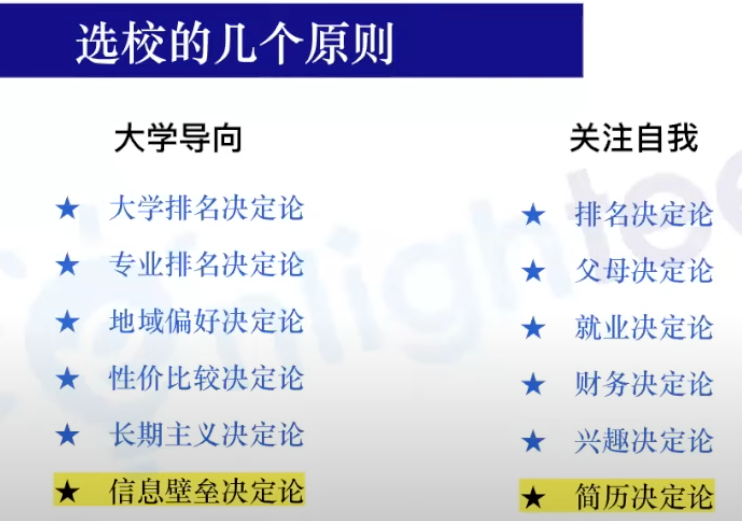 选校的几个原则
大学导向
★ 大学排名决定论
★ 专业排名决定论
★ 地域偏好决定论
★ 性价比较决定论
★ 长期主义决定论
★ 信息壁垒决定论
关注自我
★ 排名决定论
★ 父母决定论
★ 就业决定论
★ 财务决定论
★ 兴趣决定论
★ 简历决定论